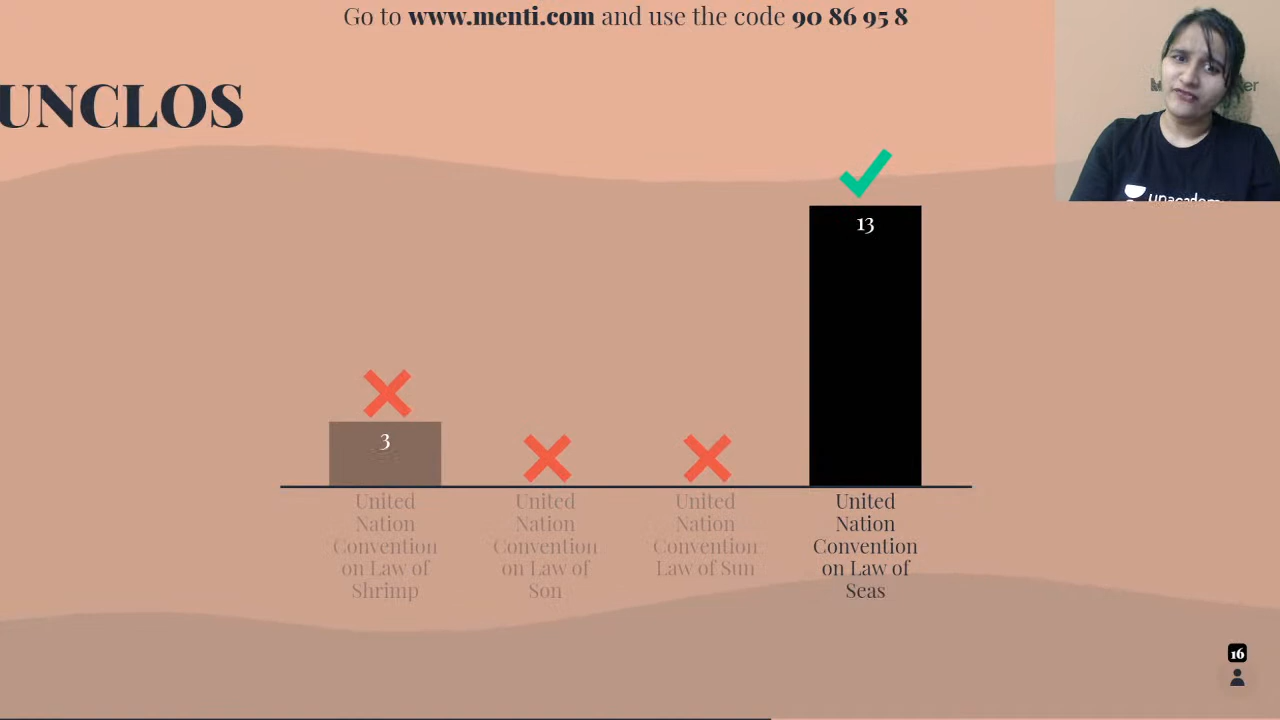 Go to www.menti.com and use the code 90 86 95 8
UNCLOS
13
3
United
Nation
Convention
on Law of
Shrimp
United
Nation
Convention
on Law of
Son
United
Nation
Convention
Law of Sun
United
Nation
Convention
on Law of
Seas
16